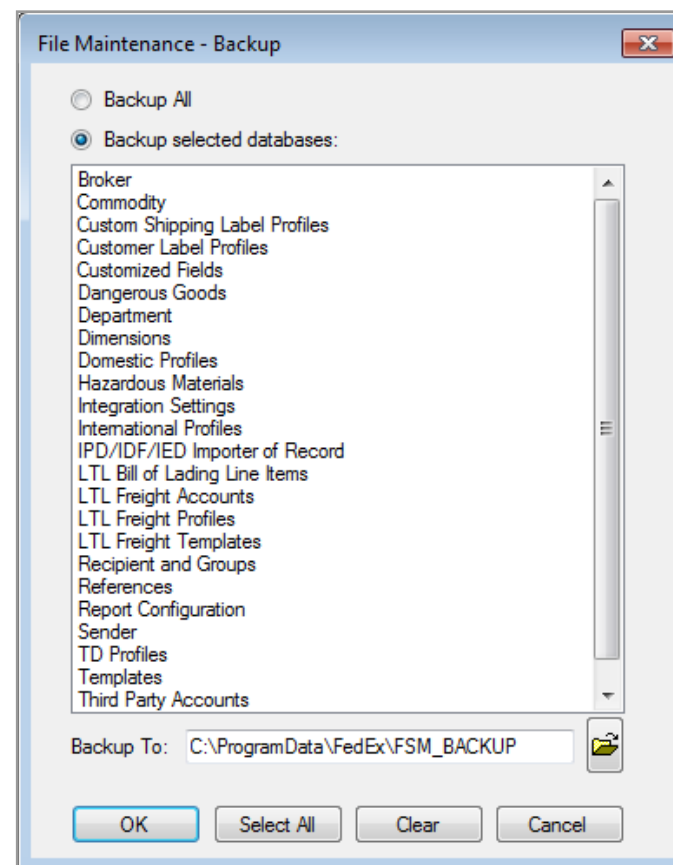 File Maintenance - Backup
Backup All
Backup selected databases:
Broker
Commodity
Custom Shipping Label Profiles
Customer Label Profiles
Customized Fields
Dangerous Goods
Department
Dimensions
Domestic Profiles
Hazardous Materials
Integration Settings
International Profiles
IPD/IDF/IED Importer of Record
LTL Bill of Lading Line Items
LTL Freight Accounts
LTL Freight Profiles
LTL Freight Templates
Recipient and Groups
References
Report Configuration
Sender
TD Profiles
Templates
Third Party Accounts
Backup To: C:\ProgramData\FedEx\FSM_BACKUP
OK Select All Clear Cancel